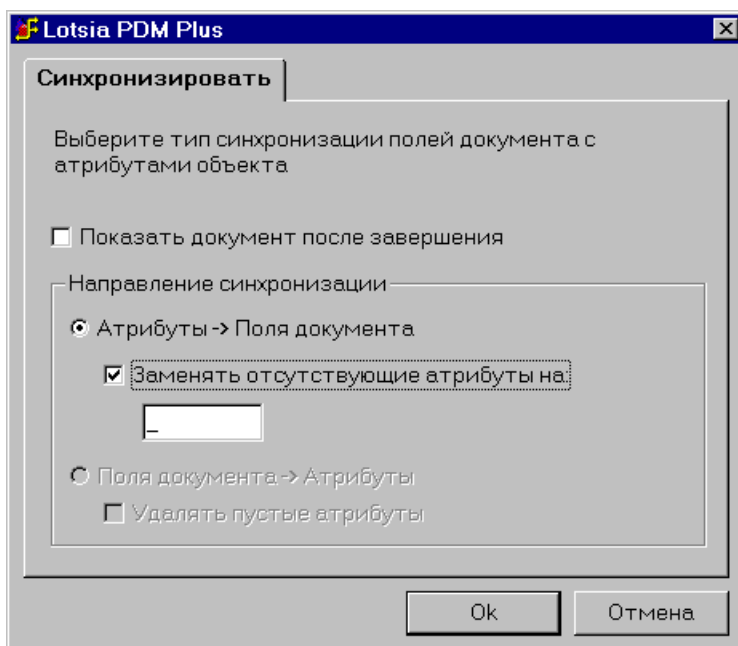 Lotsia PDM Plus
Синхронизировать
Выберите тип синхронизации полей документа с
атрибутами объекта
Показать документ после завершения
Направление синхронизации
Атрибуты -> Поля документа
Заменять отсутствующие атрибуты на:
_
Поля документа -> Атрибуты
Удалять пустые атрибуты
Ok
Отмена